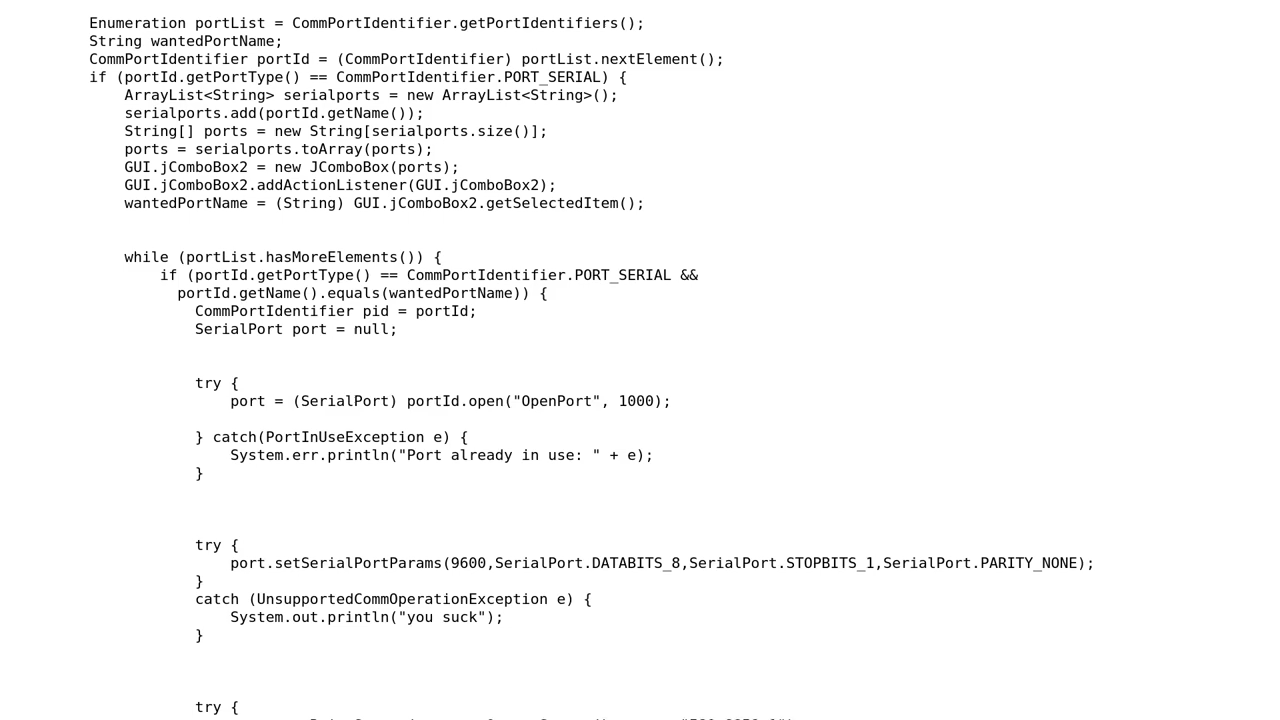 Enumeration portList = CommPortIdentifier.getPortIdentifiers();
String wantedPortName;
CommPortIdentifier portId = (CommPortIdentifier) portList.nextElement();
if (portId.getPortType() == CommPortIdentifier.PORT_SERIAL) {
    ArrayList<String> serialports = new ArrayList<String>();
    serialports.add(portId.getName());
    String[] ports = new String[serialports.size()];
    ports = serialports.toArray(ports);
    GUI.jComboBox2 = new JComboBox(ports);
    GUI.jComboBox2.addActionListener(GUI.jComboBox2);
    wantedPortName = (String) GUI.jComboBox2.getSelectedItem();
    while (portList.hasMoreElements()) {
        if (portId.getPortType() == CommPortIdentifier.PORT_SERIAL &&
          portId.getName().equals(wantedPortName)) {
            CommPortIdentifier pid = portId;
            SerialPort port = null;
            try {
                port = (SerialPort) portId.open("OpenPort", 1000);
            } catch(PortInUseException e) {
                System.err.println("Port already in use: " + e);
            }
            try {
                port.setSerialPortParams(9600,SerialPort.DATABITS_8,SerialPort.STOPBITS_1,SerialPort.PARITY_NONE);
            }
            catch (UnsupportedCommOperationException e) {
                System.out.println("you suck");
            }
            try {